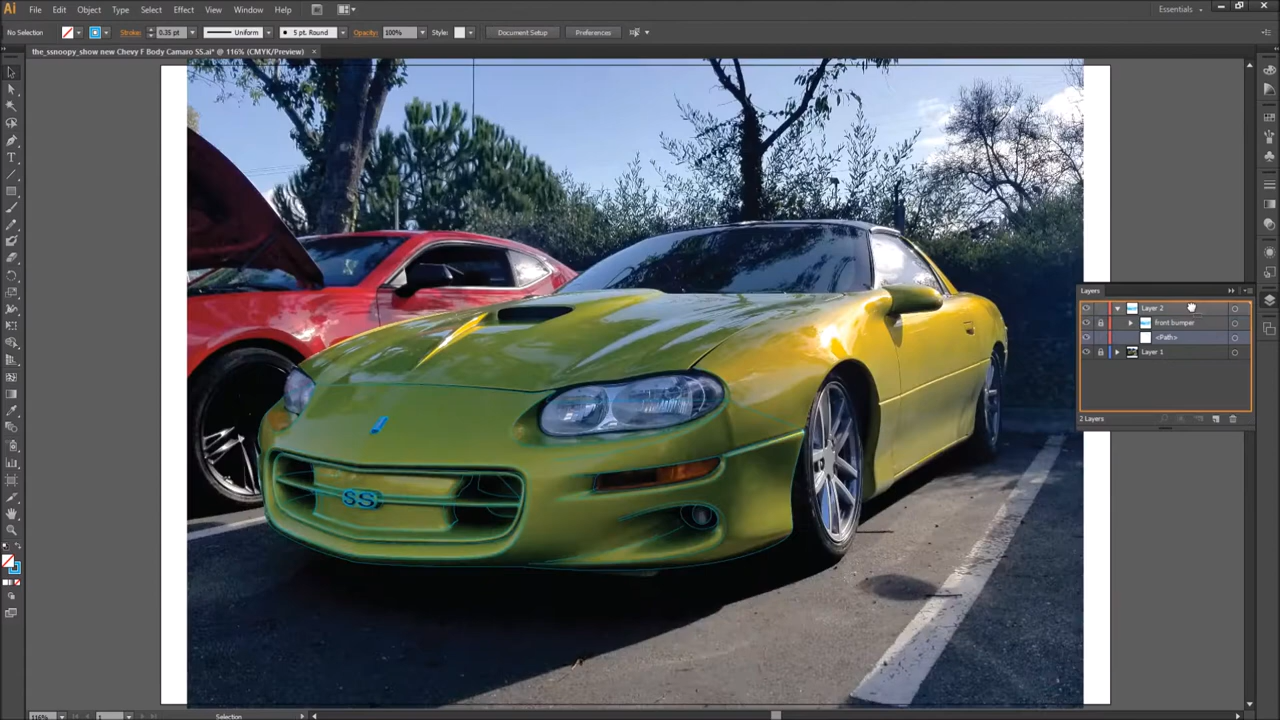 Ai File Edit Object Type Select Effect View Window Help Essentials
No Selection Stroke: 0.35 pt Uniform 5 pt. Round Opacity: 100% Style: Document Setup Preferences
the_ssnoopy_show new Chevy F Body Camaro SS.ai* @ 116% (CMYK/Preview) ×
Layers
Layer 2
front bumper
<Path>
Layer 1
2 Layers
SS
116% 1 Selection